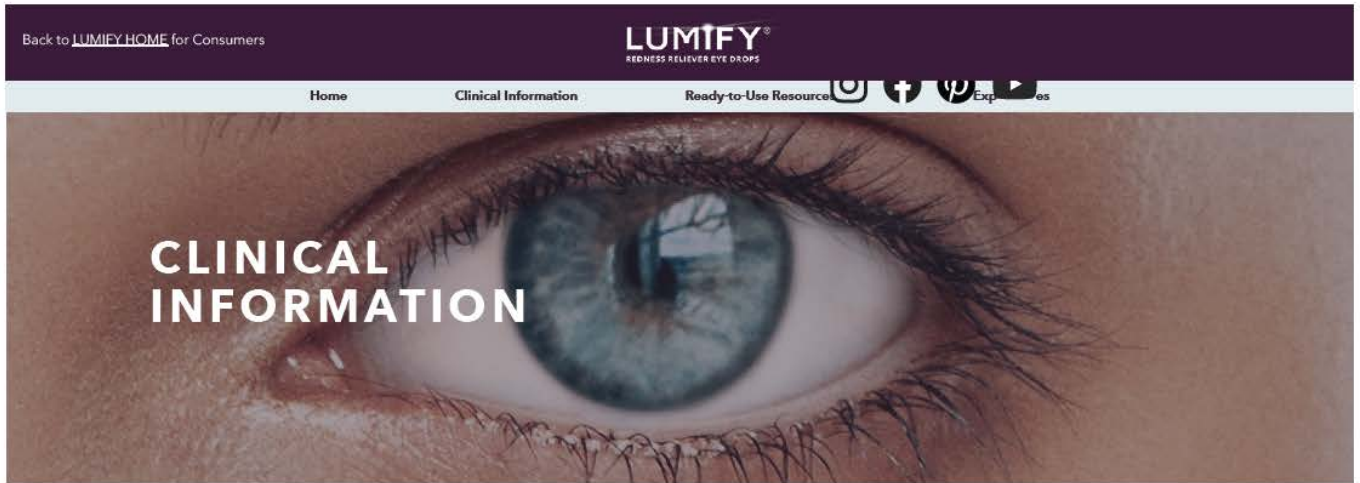 Back to LUMIFY HOME for Consumers
LUMIFY®
REDNESS RELIEVER EYE DROPS
Home Clinical Information Ready-to-Use Resources
CLINICAL
INFORMATION